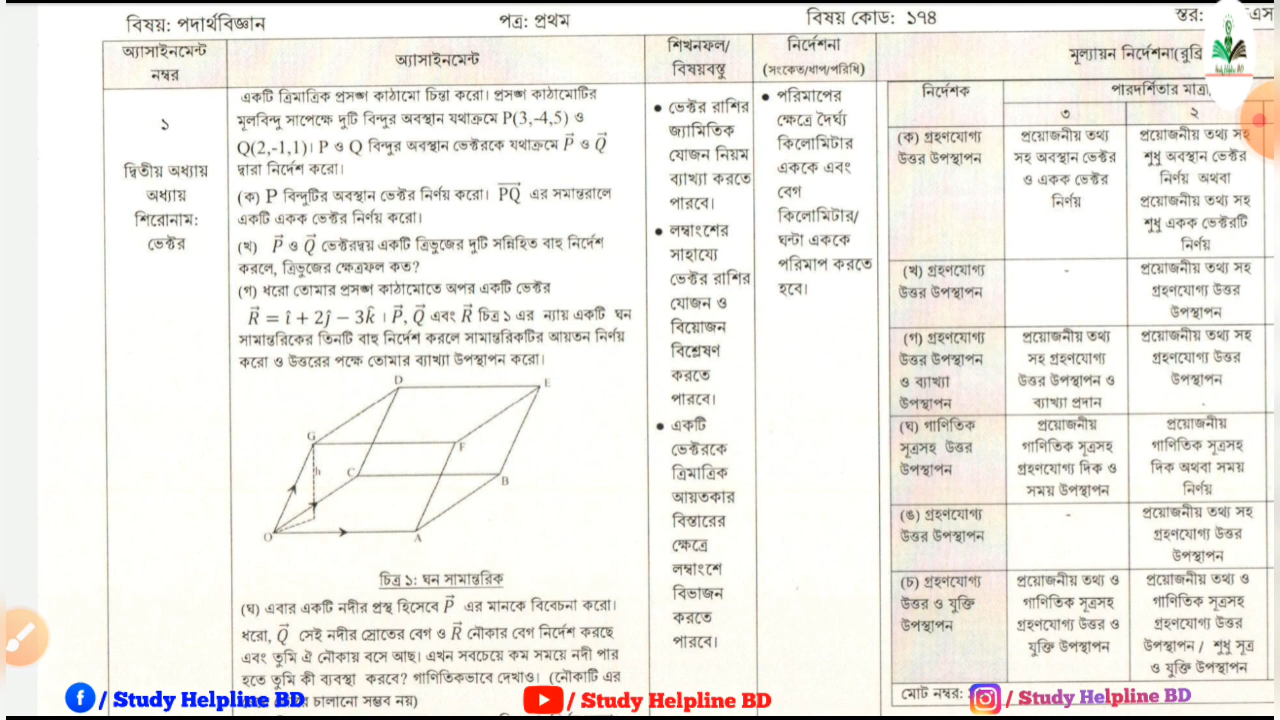 বিষয়: পদার্থবিজ্ঞান
পত্র: প্রথম
বিষয় কোড: ১৭৪
স্তর:
এস
অ্যাসাইনমেন্ট
নম্বর
অ্যাসাইনমেন্ট
শিখনফল/
বিষয়বস্তু
নির্দেশনা
(সংকেত/ধাপ/পরিধি)
মূল্যায়ন নির্দেশনা(রুব্রি
১
দ্বিতীয় অধ্যায়
অধ্যায়
শিরোনাম:
ভেক্টর
একটি ত্রিমাত্রিক প্রসঙ্গ কাঠামো চিন্তা করো। প্রসঙ্গ কাঠামোটির
মূলবিন্দু সাপেক্ষে দুটি বিন্দুর অবস্থান যথাক্রমে P(3,-4,5) ও
Q(2,-1,1)। P ও Q বিন্দুর অবস্থান ভেক্টরকে যথাক্রমে P⃗ ও Q⃗
দ্বারা নির্দেশ করো।
(ক) P বিন্দুটির অবস্থান ভেক্টর নির্ণয় করো। P͞Q⃗ এর সমান্তরালে
একটি একক ভেক্টর নির্ণয় করো।
(খ) P⃗ ও Q⃗ ভেক্টরদ্বয় একটি ত্রিভুজের দুটি সন্নিহিত বাহু নির্দেশ
করলে, ত্রিভুজের ক্ষেত্রফল কত?
(গ) ধরো তোমার প্রসঙ্গ কাঠামোতে অপর একটি ভেক্টর
R⃗ = î + 2ĵ − 3k̂ । P⃗, Q⃗ এবং R⃗ চিত্র ১ এর ন্যায় একটি ঘন
সামান্তরিকের তিনটি বাহু নির্দেশ করলে সামান্তরিকটির আয়তন নির্ণয়
করো ও উত্তরের পক্ষে তোমার ব্যাখ্যা উপস্থাপন করো।
D
E
G
F
h
C
B
O
A
চিত্র ১: ঘন সামান্তরিক
(ঘ) এবার একটি নদীর প্রস্থ হিসেবে P⃗ এর মানকে বিবেচনা করো।
ধরো, Q⃗ সেই নদীর স্রোতের বেগ ও R⃗ নৌকার বেগ নির্দেশ করছে
এবং তুমি ঐ নৌকায় বসে আছ। এখন সবচেয়ে কম সময়ে নদী পার
হতে তুমি কী ব্যবস্থা করবে? গাণিতিকভাবে দেখাও। (নৌকাটি এর
চালানো সম্ভব নয়)
• ভেক্টর রাশির
জ্যামিতিক
যোজন নিয়ম
ব্যাখ্যা করতে
পারবে।
• লম্বাংশের
সাহায্যে
ভেক্টর রাশির
যোজন ও
বিয়োজন
বিশ্লেষণ
করতে
পারবে।
• একটি
ভেক্টরকে
ত্রিমাত্রিক
আয়তকার
বিস্তারের
ক্ষেত্রে
লম্বাংশে
বিভাজন
করতে
পারবে।
• পরিমাপের
ক্ষেত্রে দৈর্ঘ্য
কিলোমিটার
এককে এবং
বেগ
কিলোমিটার/
ঘন্টা এককে
পরিমাপ করতে
হবে।
নির্দেশক
পারদর্শিতার মাত্রা
৩
২
(ক) গ্রহণযোগ্য
উত্তর উপস্থাপন
প্রয়োজনীয় তথ্য
সহ অবস্থান ভেক্টর
ও একক ভেক্টর
নির্ণয়
প্রয়োজনীয় তথ্য সহ
শুধু অবস্থান ভেক্টর
নির্ণয় অথবা
প্রয়োজনীয় তথ্য সহ
শুধু একক ভেক্টরটি
নির্ণয়
(খ) গ্রহণযোগ্য
উত্তর উপস্থাপন
-
প্রয়োজনীয় তথ্য সহ
গ্রহণযোগ্য উত্তর
উপস্থাপন
(গ) গ্রহণযোগ্য
উত্তর উপস্থাপন
ও ব্যাখ্যা
উপস্থাপন
প্রয়োজনীয় তথ্য
সহ গ্রহণযোগ্য
উত্তর উপস্থাপন ও
ব্যাখ্যা প্রদান
প্রয়োজনীয় তথ্য সহ
গ্রহণযোগ্য উত্তর
উপস্থাপন
(ঘ) গাণিতিক
সূত্রসহ উত্তর
উপস্থাপন
প্রয়োজনীয়
গাণিতিক সূত্রসহ
গ্রহণযোগ্য দিক ও
সময় উপস্থাপন
প্রয়োজনীয়
গাণিতিক সূত্রসহ
দিক অথবা সময়
নির্ণয়
(ঙ) গ্রহণযোগ্য
উত্তর উপস্থাপন
-
প্রয়োজনীয় তথ্য সহ
গ্রহণযোগ্য উত্তর
উপস্থাপন
(চ) গ্রহণযোগ্য
উত্তর ও যুক্তি
উপস্থাপন
প্রয়োজনীয় তথ্য ও
গাণিতিক সূত্রসহ
গ্রহণযোগ্য উত্তর ও
যুক্তি উপস্থাপন
প্রয়োজনীয় তথ্য ও
গাণিতিক সূত্রসহ
গ্রহণযোগ্য উত্তর
উপস্থাপন / শুধু সূত্র
ও যুক্তি উপস্থাপন
মোট নম্বর:
/ Study Helpline BD
/ Study Helpline BD
/ Study Helpline BD